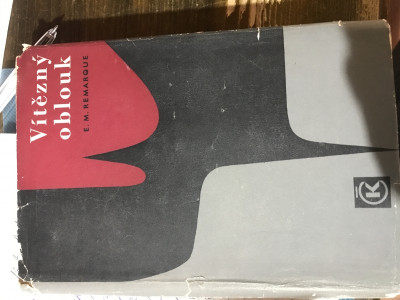 Vítězný
oblouk
E. M. REMARQUE
K